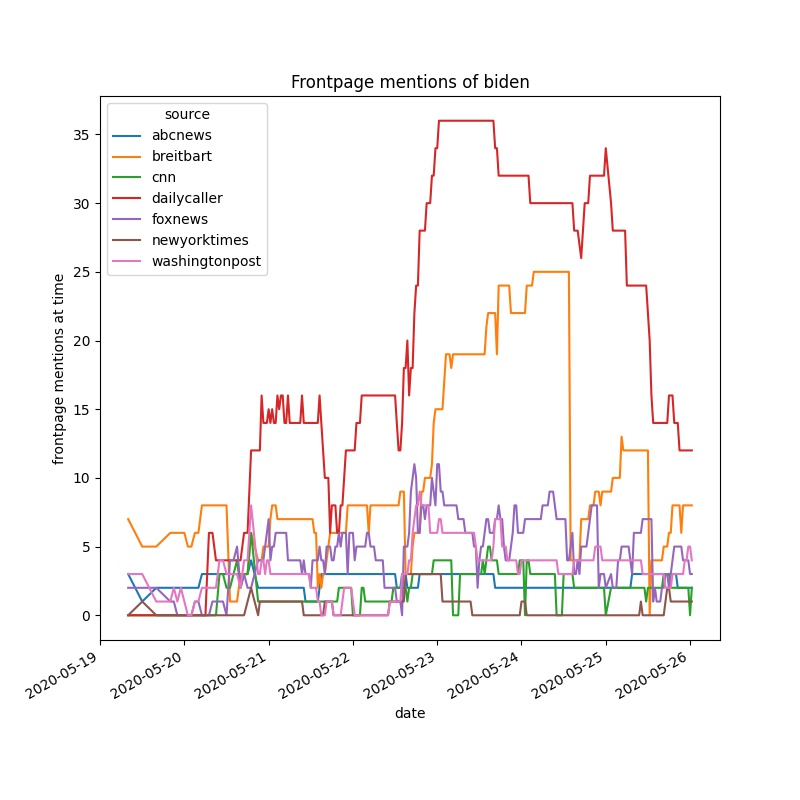 Frontpage mentions of biden
source
abcnews
breitbart
cnn
dailycaller
foxnews
newyorktimes
washingtonpost
frontpage mentions at time
35
30
25
20
15
10
5
0
2020-05-19
2020-05-20
2020-05-21
2020-05-22
2020-05-23
2020-05-24
2020-05-25
2020-05-26
date